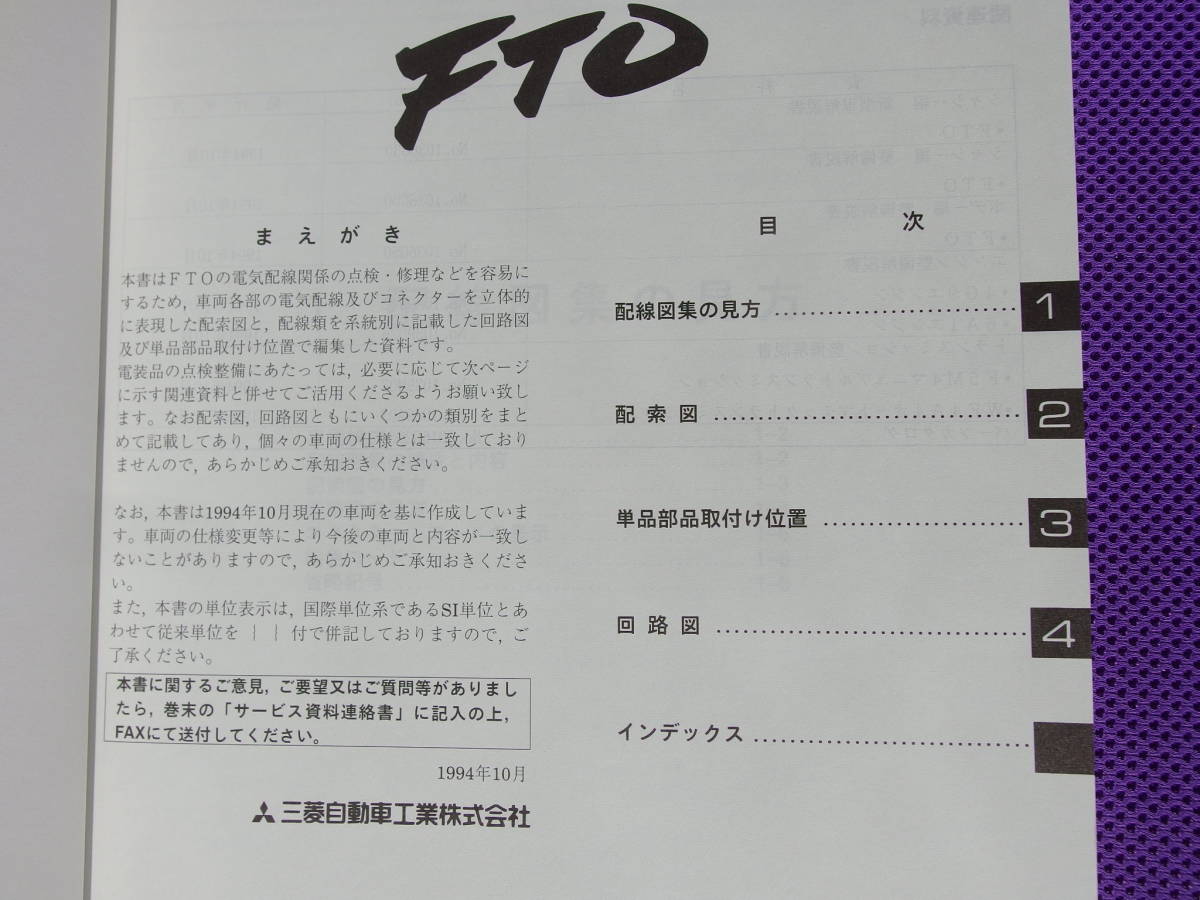 FTO
まえがき
本書はＦＴＯの電気配線関係の点検・修理などを容易に
するため，車両各部の電気配線及びコネクターを立体的
に表現した配索図と，配線類を系統別に記載した回路図
及び単品部品取付け位置で編集した資料です。
電装品の点検整備にあたっては，必要に応じて次ページ
に示す関連資料と併せてご活用くださるようお願い致し
ます。なお配索図，回路図ともにいくつかの類別をまと
めて記載してあり，個々の車両の仕様とは一致しており
ませんので，あらかじめご承知おきください。
なお，本書は1994年10月現在の車両を基に作成していま
す。車両の仕様変更等により今後の車両と内容が一致し
ないことがありますので，あらかじめご承知おきくださ
い。
また，本書の単位表示は，国際単位系であるSI単位とあ
わせて従来単位を｛ ｝付で併記しておりますので，ご
了承ください。
本書に関するご意見，ご要望又はご質問等がありまし
たら，巻末の「サービス資料連絡書」に記入の上，
FAXにて送付してください。
1994年10月
三菱自動車工業株式会社
目 次
配線図集の見方 ………………………… 1
配索図 ………………………… 2
単品部品取付け位置 ………………………… 3
回路図 ………………………… 4
インデックス …………………………